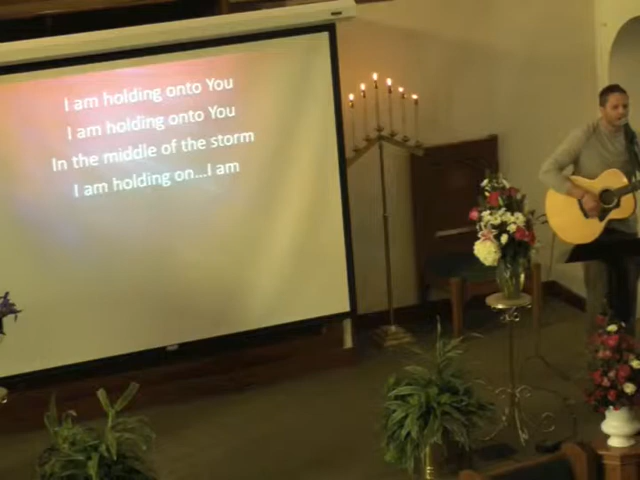 I am holding onto You
I am holding onto You
In the middle of the storm
I am holding on...I am